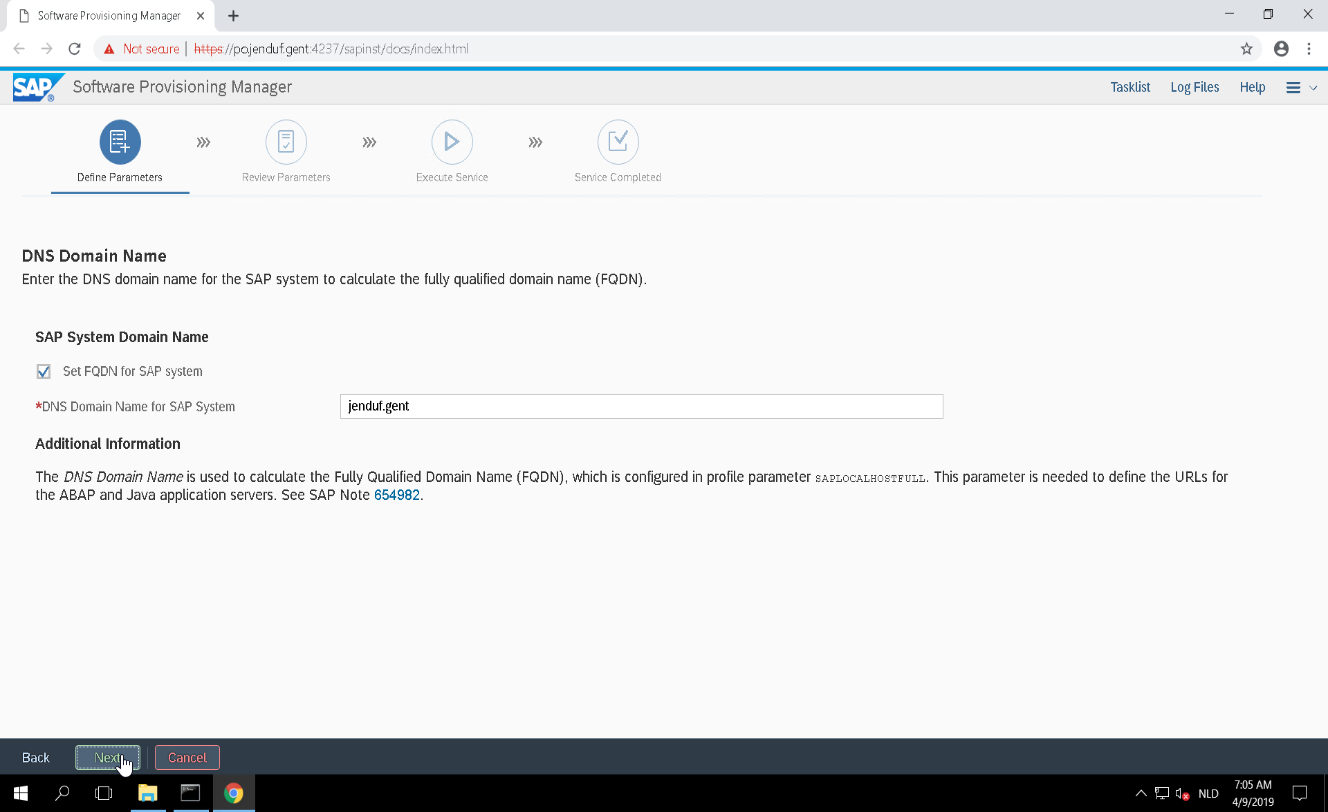 Software Provisioning Manager
Not secure | https://po.jenduf.gent:4237/sapinst/docs/index.html
SAP Software Provisioning Manager
Tasklist Log Files Help
Define Parameters Review Parameters Execute Service Service Completed
DNS Domain Name
Enter the DNS domain name for the SAP system to calculate the fully qualified domain name (FQDN).
SAP System Domain Name
Set FQDN for SAP system
*DNS Domain Name for SAP System jenduf.gent
Additional Information
The DNS Domain Name is used to calculate the Fully Qualified Domain Name (FQDN), which is configured in profile parameter SAPLOCALHOSTFULL. This parameter is needed to define the URLs for
the ABAP and Java application servers. See SAP Note 654982.
Back Next Cancel
NLD 7:05 AM
4/9/2019